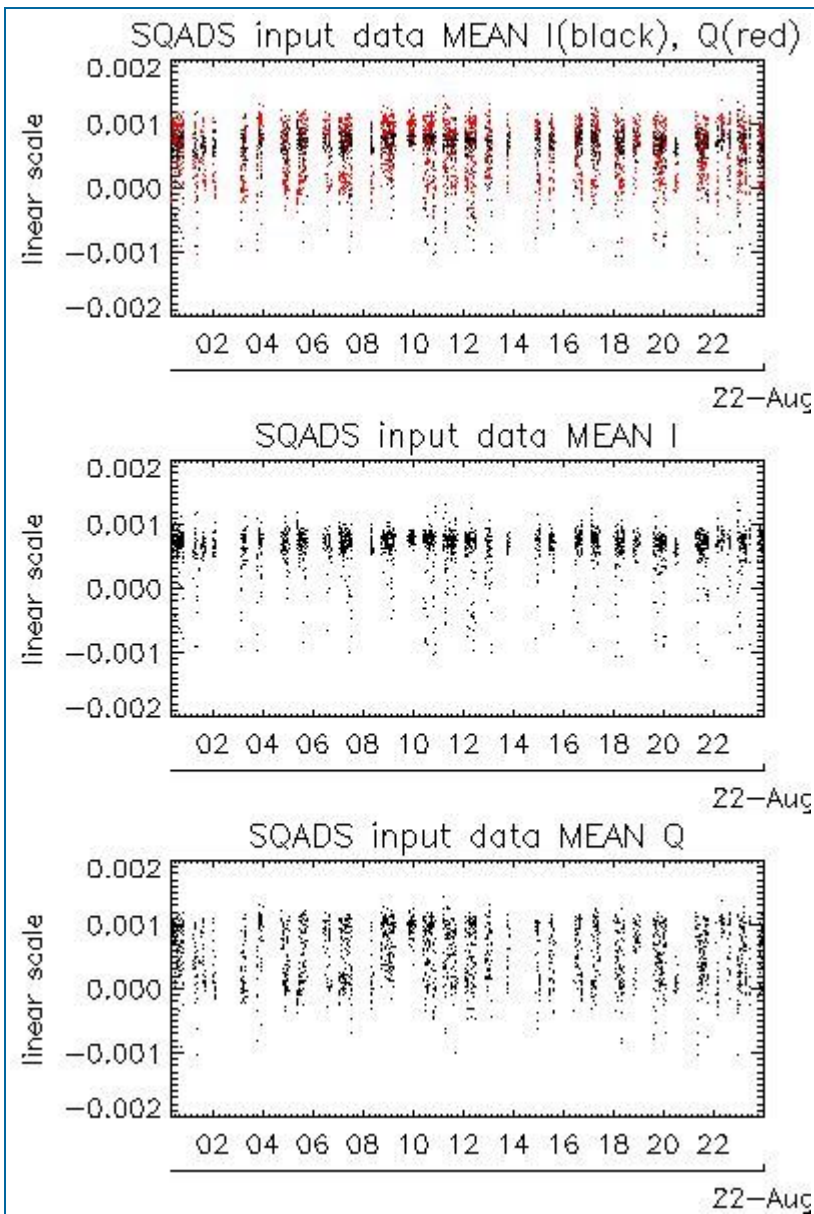 SQADS input data MEAN I(black), Q(red)
0.002
0.001
0.000
-0.001
-0.002
linear scale
02 04 06 08 10 12 14 16 18 20 22
22-Aug
SQADS input data MEAN I
0.002
0.001
0.000
-0.001
-0.002
linear scale
02 04 06 08 10 12 14 16 18 20 22
22-Aug
SQADS input data MEAN Q
0.002
0.001
0.000
-0.001
-0.002
linear scale
02 04 06 08 10 12 14 16 18 20 22
22-Aug